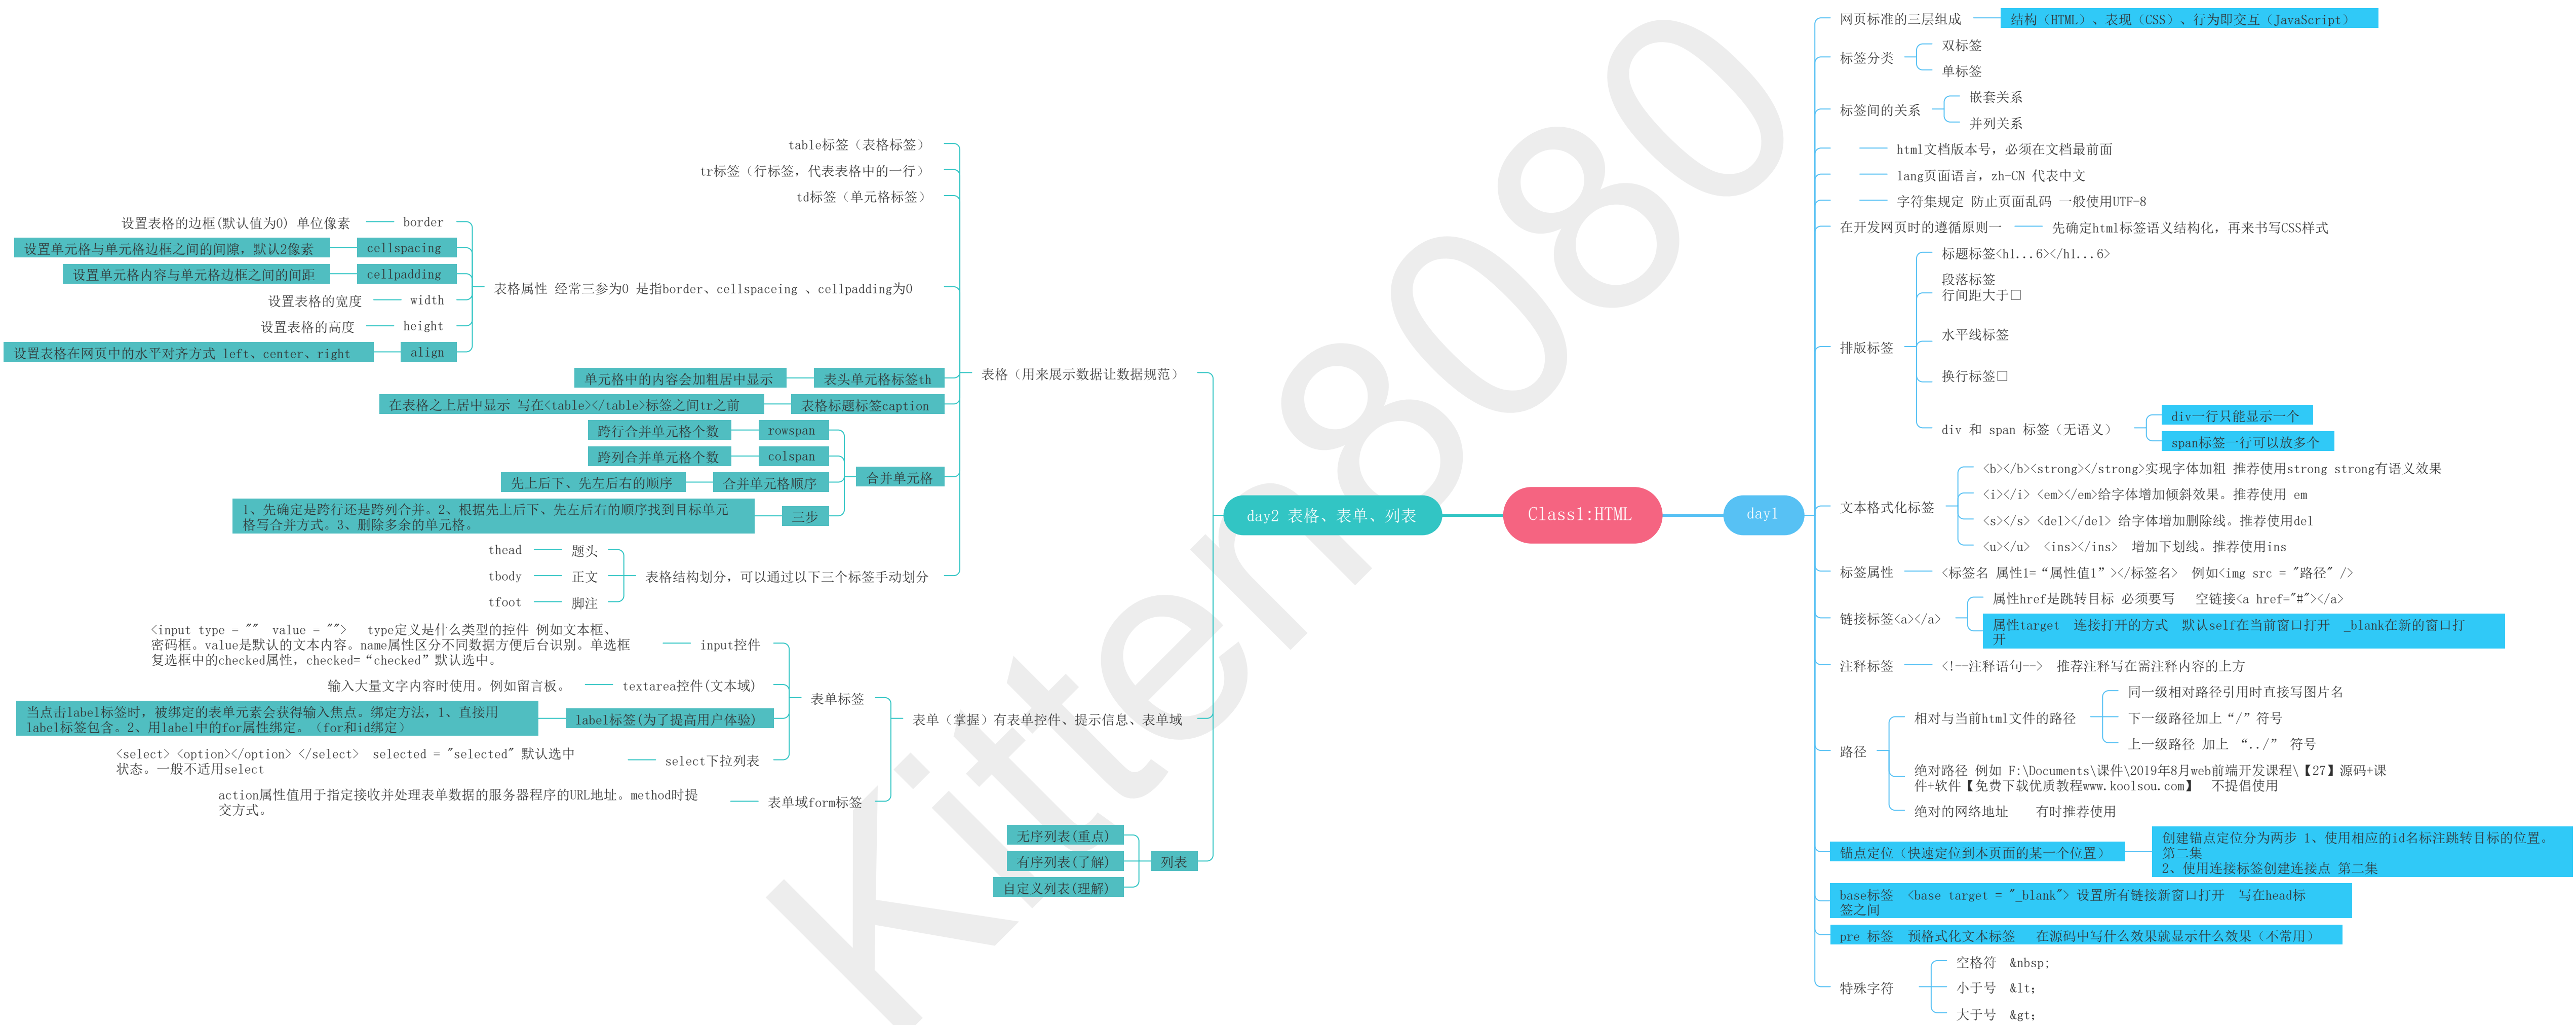 Class1:HTML
day1
网页标准的三层组成
结构（HTML）、表现（CSS）、行为即交互（JavaScript）
标签分类
双标签
单标签
标签间的关系
嵌套关系
并列关系
html文档版本号，必须在文档最前面
lang页面语言，zh-CN 代表中文
字符集规定 防止页面乱码 一般使用UTF-8
在开发网页时的遵循原则一
先确定html标签语义结构化，再来书写CSS样式
排版标签
标题标签<h1...6></h1...6>
段落标签
行间距大于□
水平线标签
换行标签□
div 和 span 标签（无语义）
div一行只能显示一个
span标签一行可以放多个
文本格式化标签
<b></b><strong></strong>实现字体加粗 推荐使用strong strong有语义效果
<i></i> <em></em>给字体增加倾斜效果。推荐使用 em
<s></s> <del></del> 给字体增加删除线。推荐使用del
<u></u> <ins></ins> 增加下划线。推荐使用ins
标签属性
<标签名 属性1=“属性值1”></标签名> 例如<img src = "路径" />
链接标签<a></a>
属性href是跳转目标 必须要写 空链接<a href="#"></a>
属性target 连接打开的方式 默认self在当前窗口打开 _blank在新的窗口打
开
注释标签
<!--注释语句--> 推荐注释写在需注释内容的上方
路径
相对与当前html文件的路径
同一级相对路径引用时直接写图片名
下一级路径加上“/”符号
上一级路径 加上 “../” 符号
绝对路径 例如 F:\Documents\课件\2019年8月web前端开发课程\【27】源码+课
件+软件【免费下载优质教程www.koolsou.com】 不提倡使用
绝对的网络地址 有时推荐使用
锚点定位（快速定位到本页面的某一个位置）
创建锚点定位分为两步 1、使用相应的id名标注跳转目标的位置。
第二集
2、使用连接标签创建连接点 第二集
base标签 <base target = "_blank"> 设置所有链接新窗口打开 写在head标
签之间
pre 标签 预格式化文本标签 在源码中写什么效果就显示什么效果（不常用）
特殊字符
空格符 &nbsp;
小于号 &lt;
大于号 &gt;
day2 表格、表单、列表
表格（用来展示数据让数据规范）
table标签（表格标签）
tr标签（行标签，代表表格中的一行）
td标签（单元格标签）
表格属性 经常三参为0 是指border、cellspaceing 、cellpadding为0
border
设置表格的边框(默认值为0) 单位像素
cellspacing
设置单元格与单元格边框之间的间隙，默认2像素
cellpadding
设置单元格内容与单元格边框之间的间距
width
设置表格的宽度
height
设置表格的高度
align
设置表格在网页中的水平对齐方式 left、center、right
表头单元格标签th
单元格中的内容会加粗居中显示
表格标题标签caption
在表格之上居中显示 写在<table></table>标签之间tr之前
合并单元格
rowspan
跨行合并单元格个数
colspan
跨列合并单元格个数
合并单元格顺序
先上后下、先左后右的顺序
三步
1、先确定是跨行还是跨列合并。2、根据先上后下、先左后右的顺序找到目标单元
格写合并方式。3、删除多余的单元格。
表格结构划分，可以通过以下三个标签手动划分
题头
thead
正文
tbody
脚注
tfoot
表单（掌握）有表单控件、提示信息、表单域
表单标签
input控件
<input type = "" value = ""> type定义是什么类型的控件 例如文本框、
密码框。value是默认的文本内容。name属性区分不同数据方便后台识别。单选框
复选框中的checked属性，checked=“checked”默认选中。
textarea控件(文本域)
输入大量文字内容时使用。例如留言板。
label标签(为了提高用户体验)
当点击label标签时，被绑定的表单元素会获得输入焦点。绑定方法，1、直接用
label标签包含。2、用label中的for属性绑定。（for和id绑定）
select下拉列表
<select> <option></option> </select> selected = "selected" 默认选中
状态。一般不适用select
表单域form标签
action属性值用于指定接收并处理表单数据的服务器程序的URL地址。method时提
交方式。
列表
无序列表(重点)
有序列表(了解)
自定义列表(理解)
Kitten8080